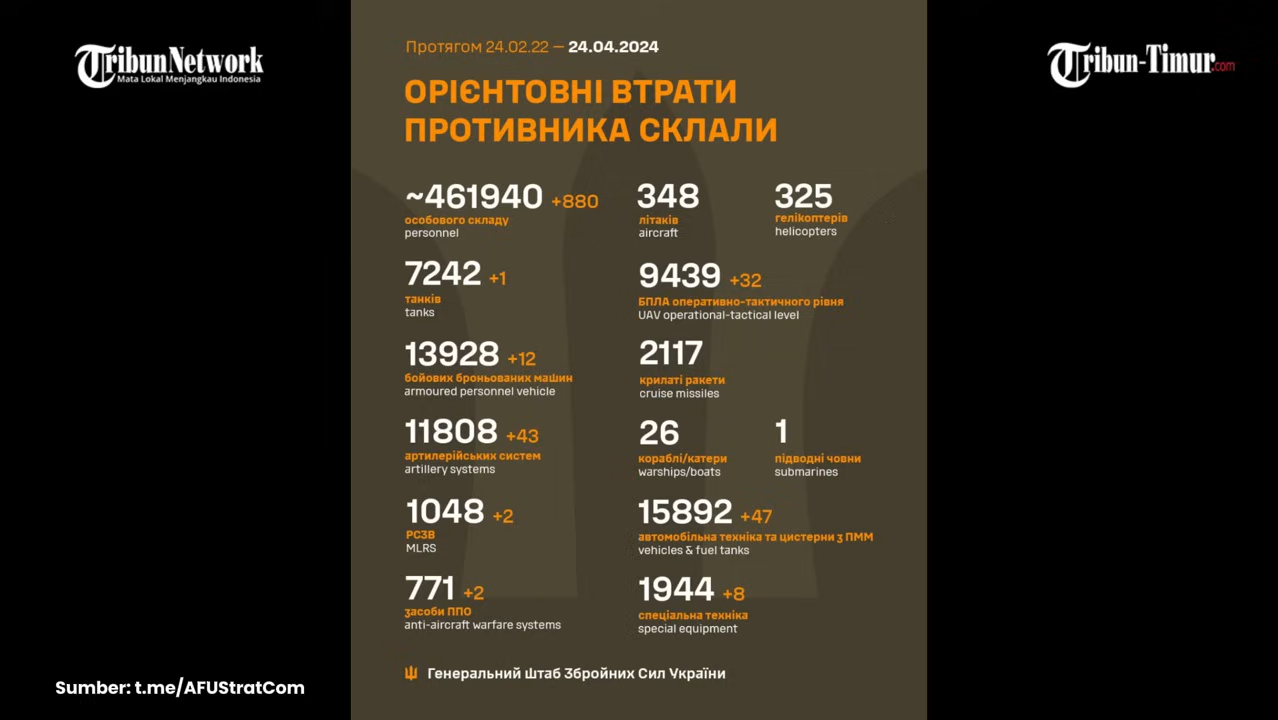 Tribun Network
Mata Lokal Menjangkau Indonesia
Tribun-Timur.com
Протягом 24.02.22 — 24.04.2024
ОРІЄНТОВНІ ВТРАТИ
ПРОТИВНИКА СКЛАЛИ
~461940 +880
особового складу
personnel
348
літаків
aircraft
325
гелікоптерів
helicopters
7242 +1
танків
tanks
9439 +32
БПЛА оперативно-тактичного рівня
UAV operational-tactical level
13928 +12
бойових броньованих машин
armoured personnel vehicle
2117
крилаті ракети
cruise missiles
11808 +43
артилерійських систем
artillery systems
26
кораблі/катери
warships/boats
1
підводні човни
submarines
1048 +2
РСЗВ
MLRS
15892 +47
автомобільна техніка та цистерни з ПММ
vehicles & fuel tanks
771 +2
засоби ППО
anti-aircraft warfare systems
1944 +8
спеціальна техніка
special equipment
Генеральний штаб Збройних Сил України
Sumber: t.me/AFUStratCom